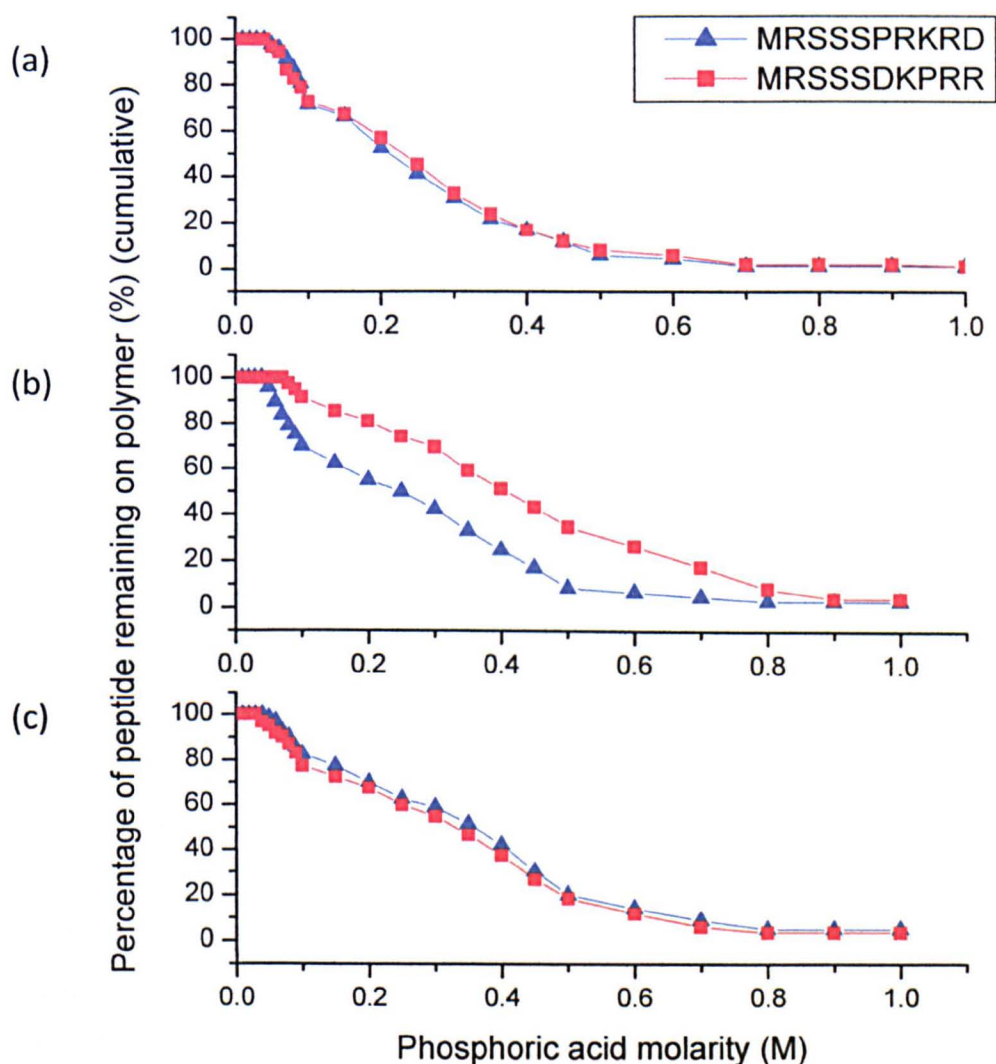 (a)
100
80
60
40
20
0
MRSSSPRKRD
MRSSSDKPRR
0.0 0.2 0.4 0.6 0.8 1.0
(b)
100
80
60
40
20
0
0.0 0.2 0.4 0.6 0.8 1.0
(c)
100
80
60
40
20
0
0.0 0.2 0.4 0.6 0.8 1.0
Percentage of peptide remaining on polymer (%) (cumulative)
Phosphoric acid molarity (M)